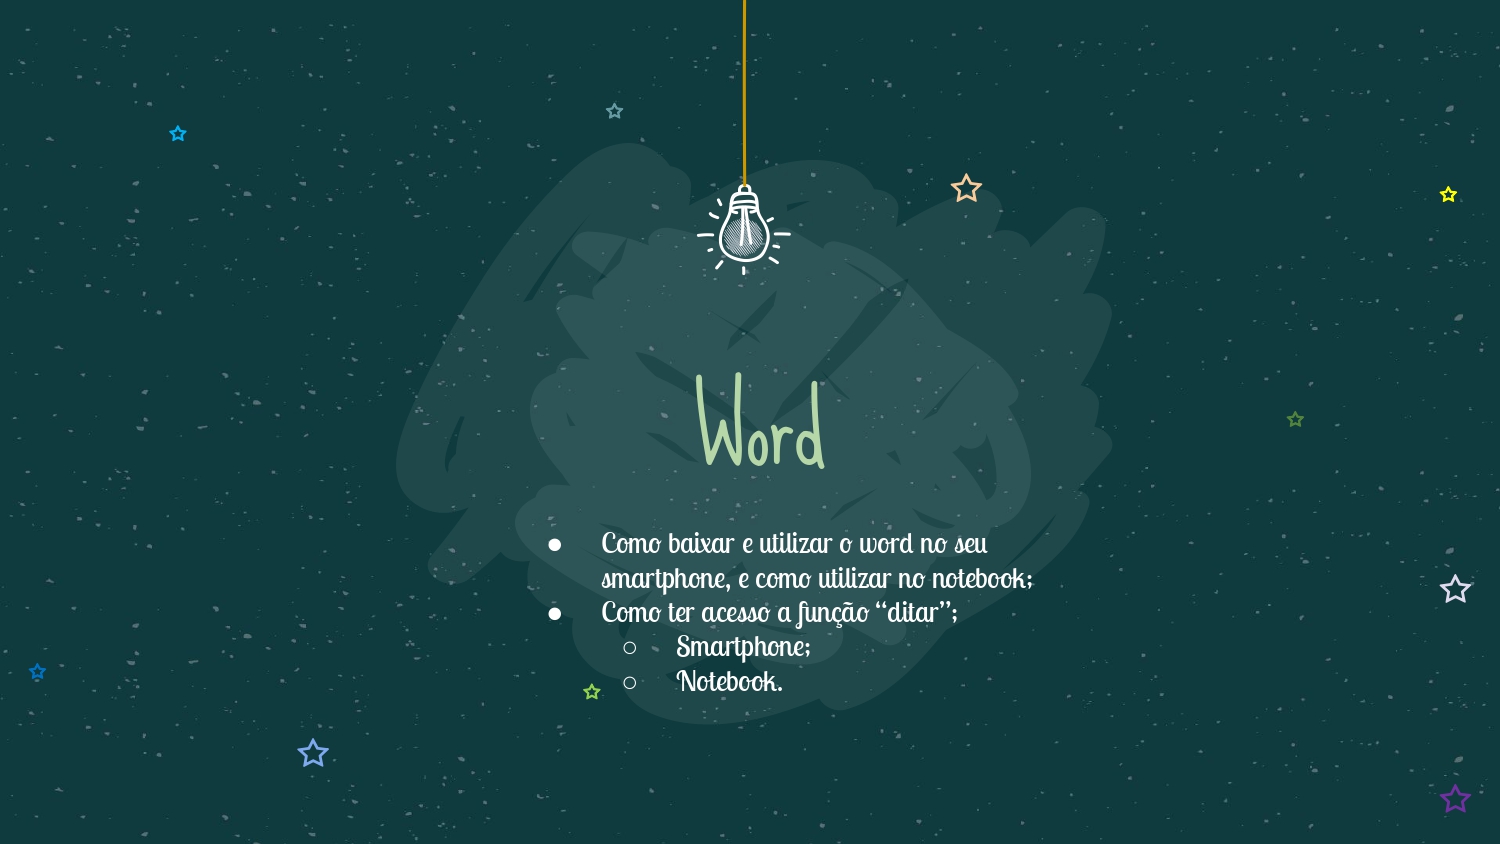 Word
● Como baixar e utilizar o word no seu
smartphone, e como utilizar no notebook;
● Como ter acesso a função “ditar”;
○ Smartphone;
○ Notebook.